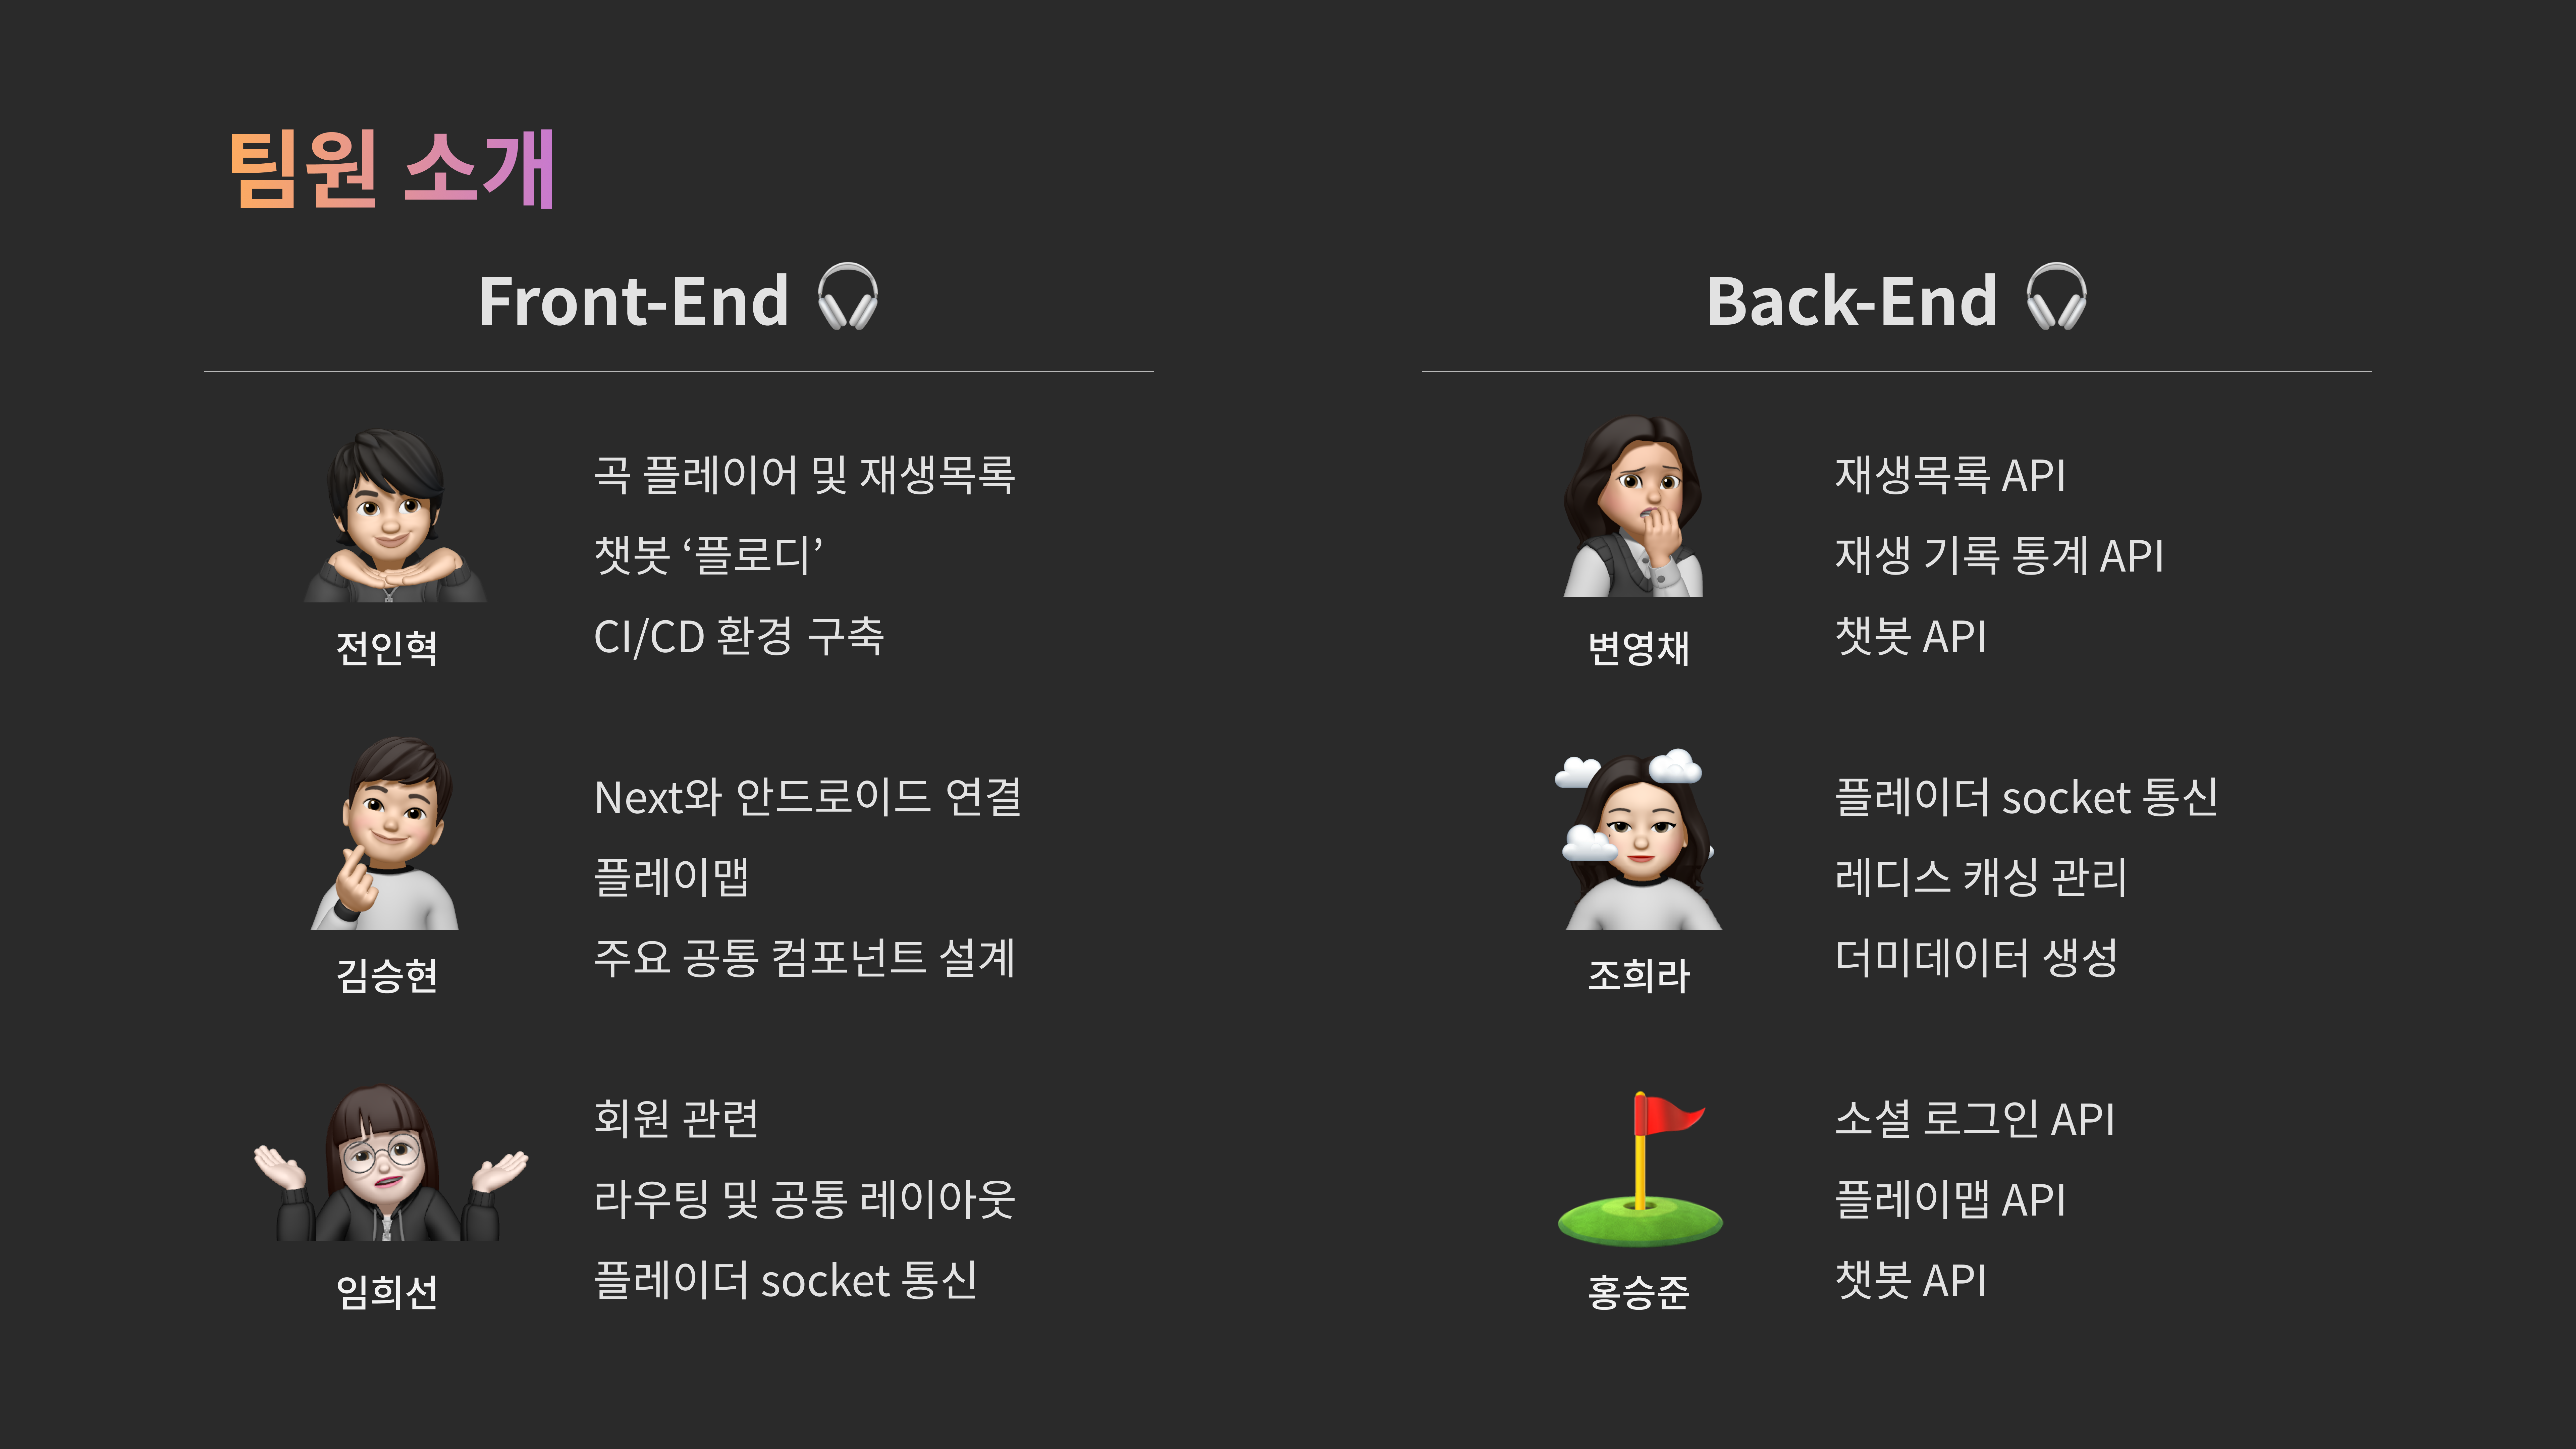 팀원 소개
Front-End
곡 플레이어 및 재생목록
챗봇 ‘플로디’
CI/CD 환경 구축
전인혁
Next와 안드로이드 연결
플레이맵
주요 공통 컴포넌트 설계
김승현
회원 관련
라우팅 및 공통 레이아웃
플레이더 socket 통신
임희선
Back-End
재생목록 API
재생 기록 통계 API
챗봇 API
변영채
플레이더 socket 통신
레디스 캐싱 관리
더미데이터 생성
조희라
소셜 로그인 API
플레이맵 API
챗봇 API
홍승준